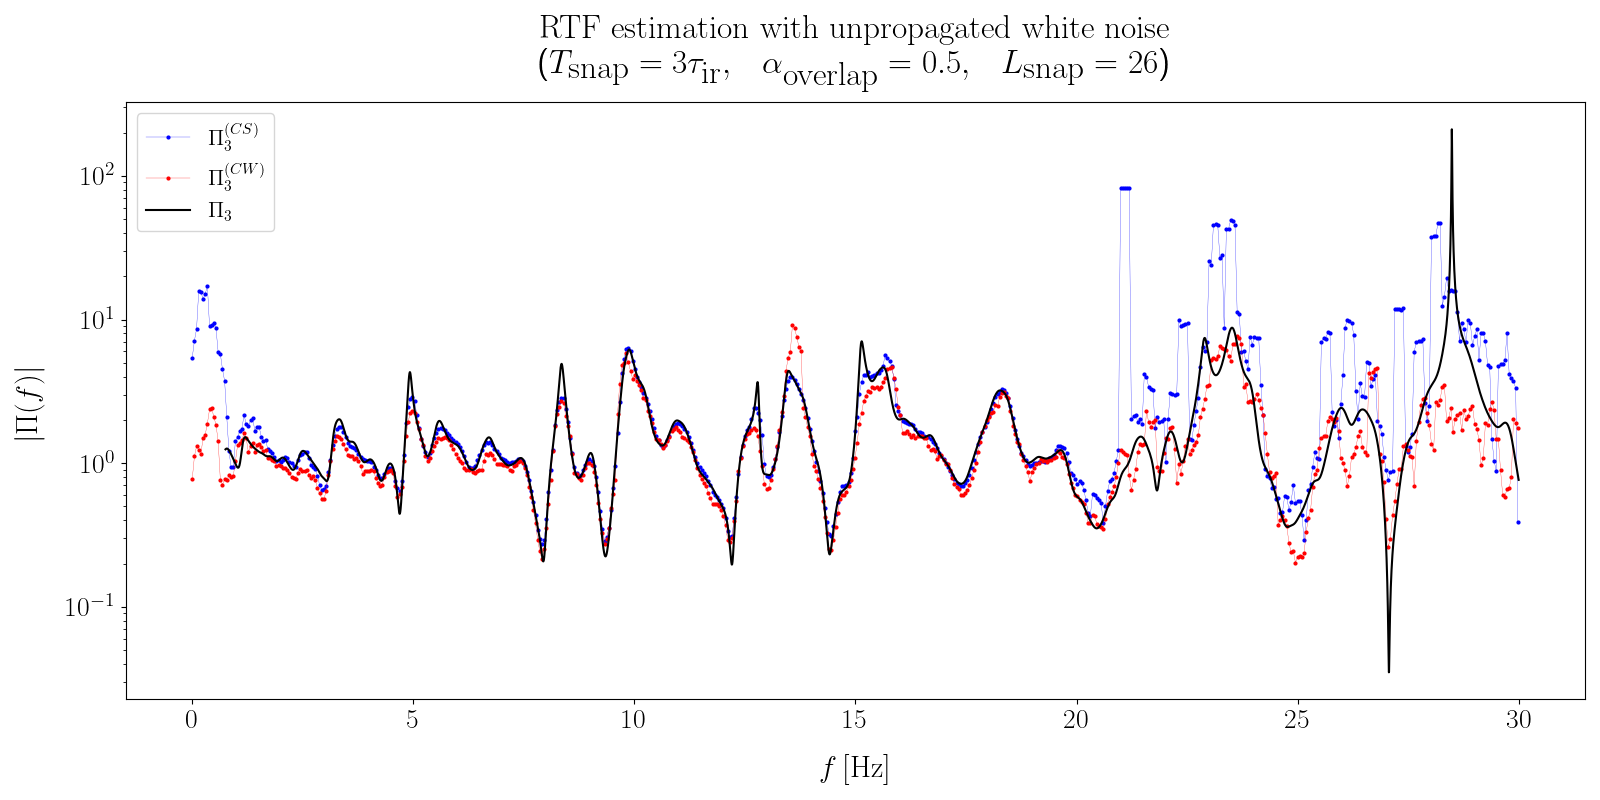 RTF estimation with unpropagated white noise
(T_snap = 3τ_ir, α_overlap = 0.5, L_snap = 26)
Π_3^(CS)
Π_3^(CW)
Π_3
|Π(f)|
10^2
10^1
10^0
10^-1
0 5 10 15 20 25 30
f [Hz]